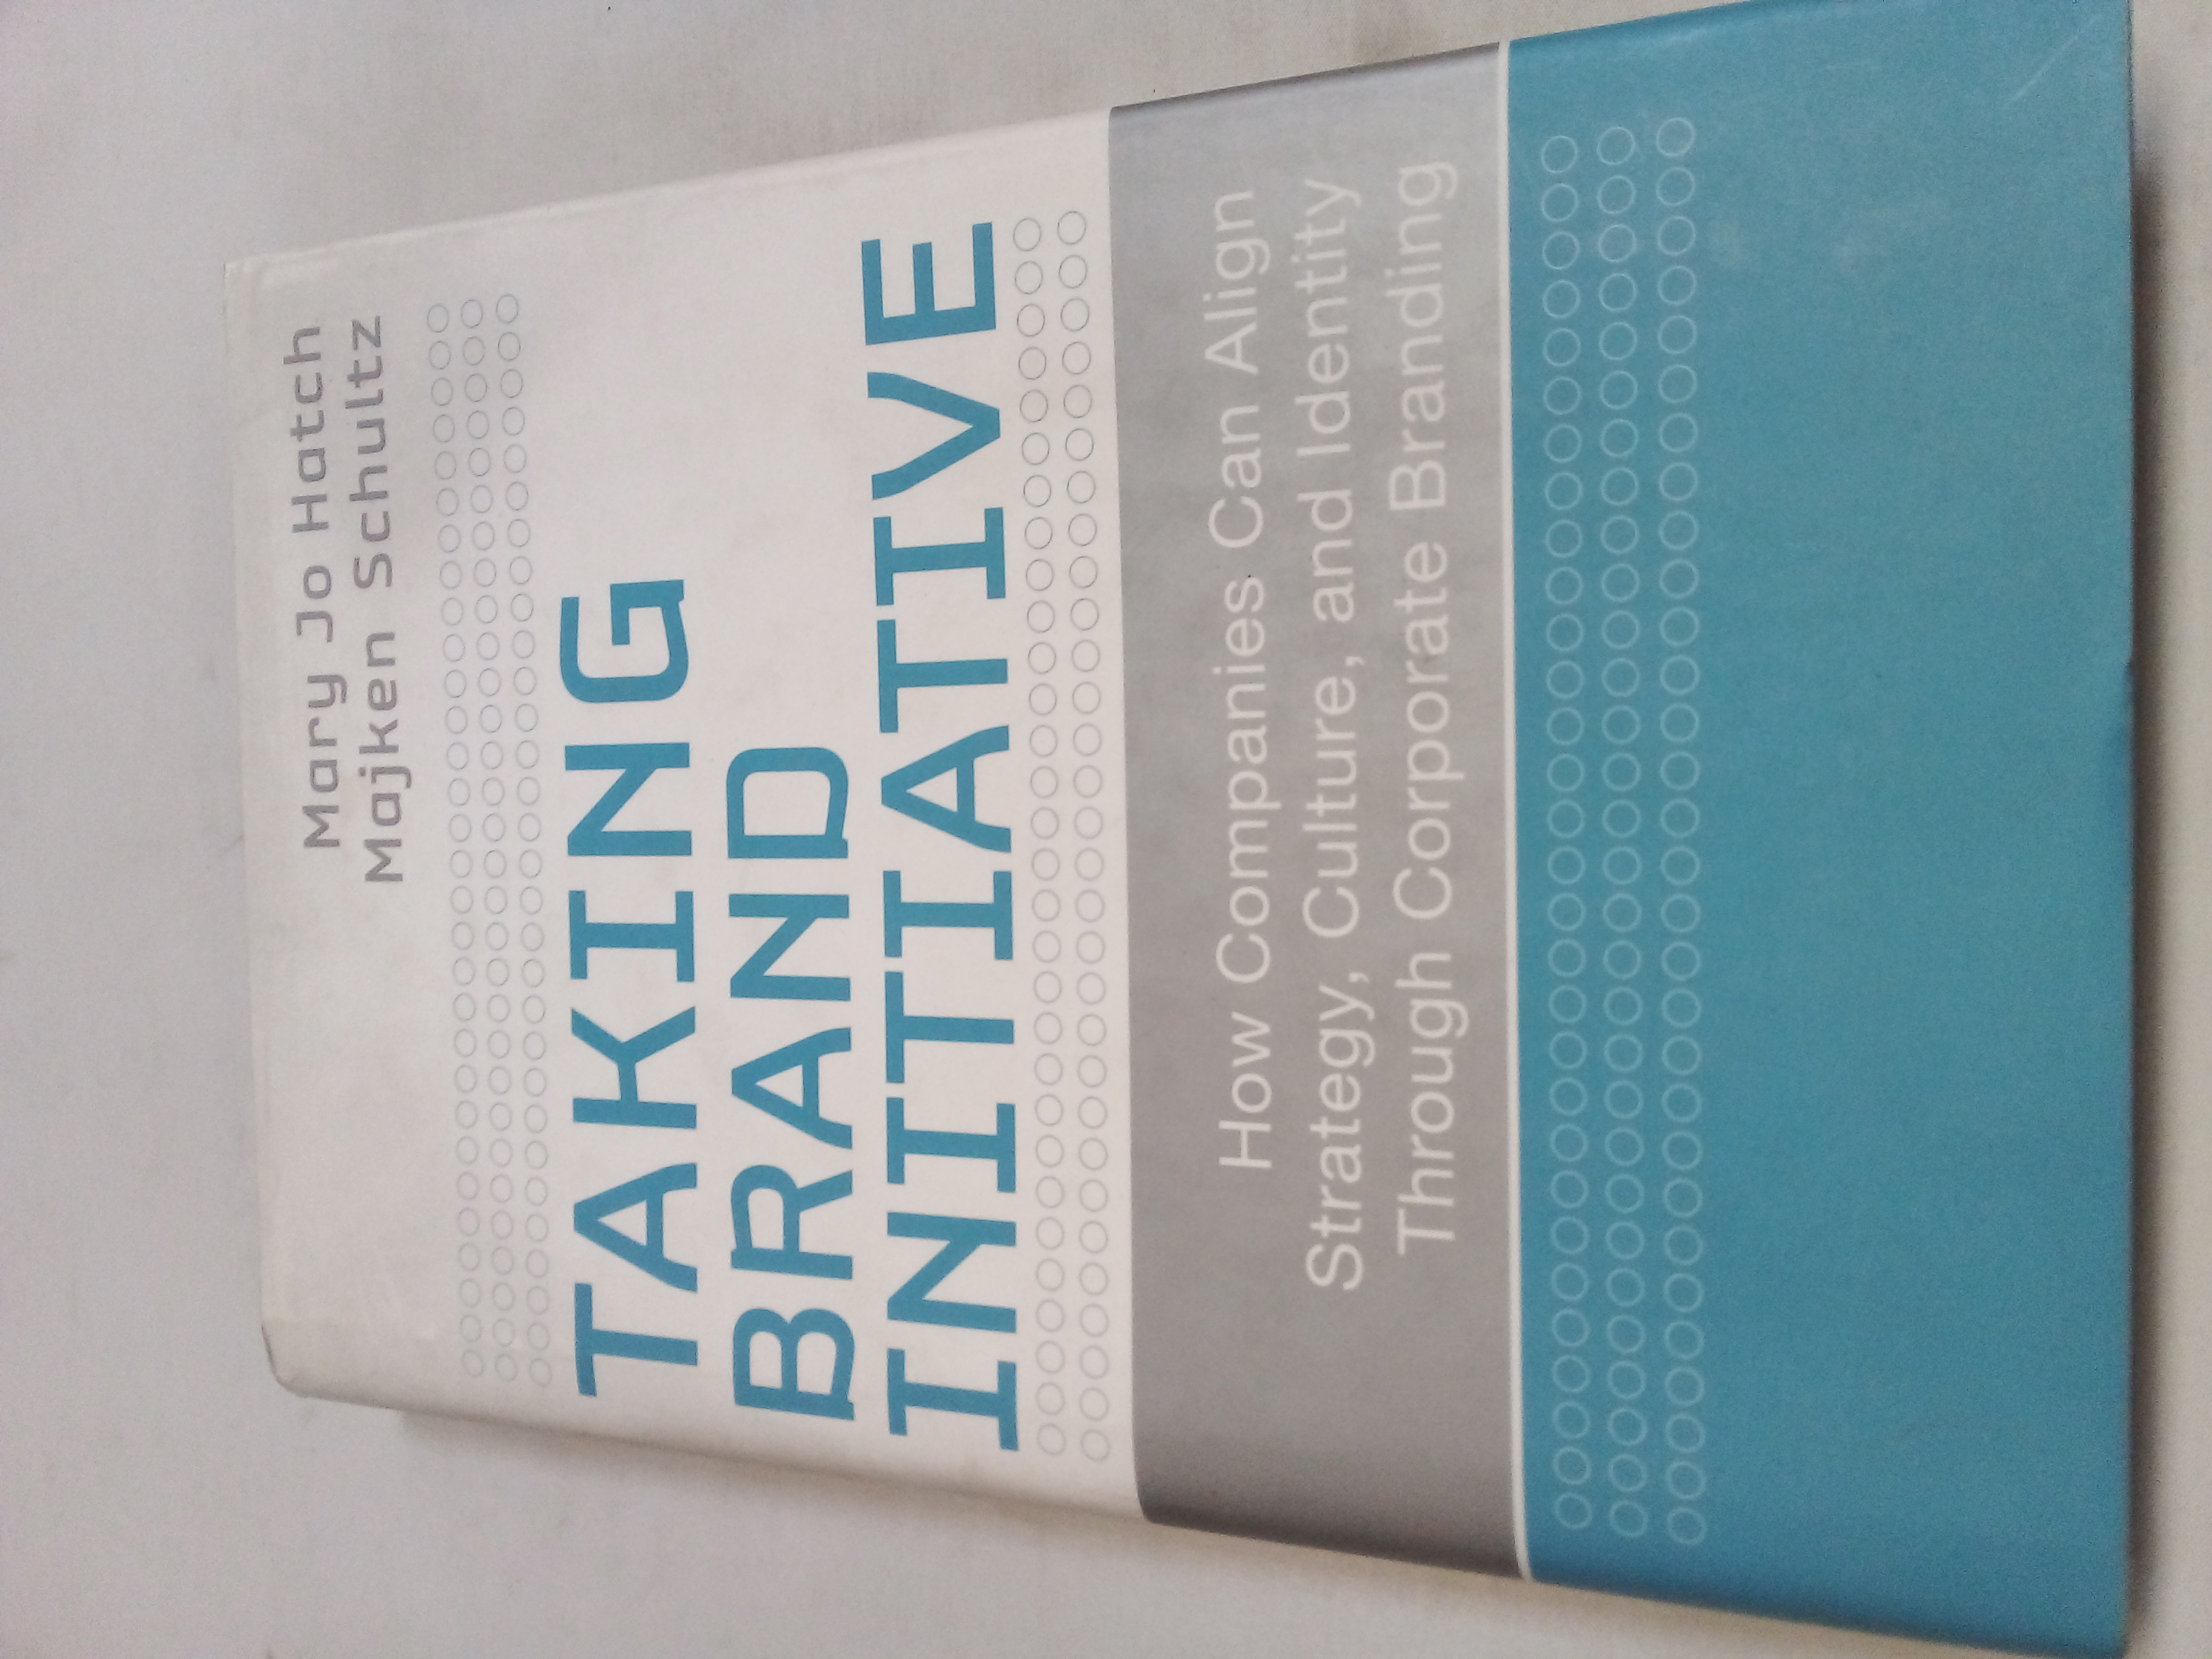 Mary Jo Hatch
Majken Schultz
TAKING
BRAND
INITIATIVE
How Companies Can Align
Strategy, Culture, and Identity
Through Corporate Branding